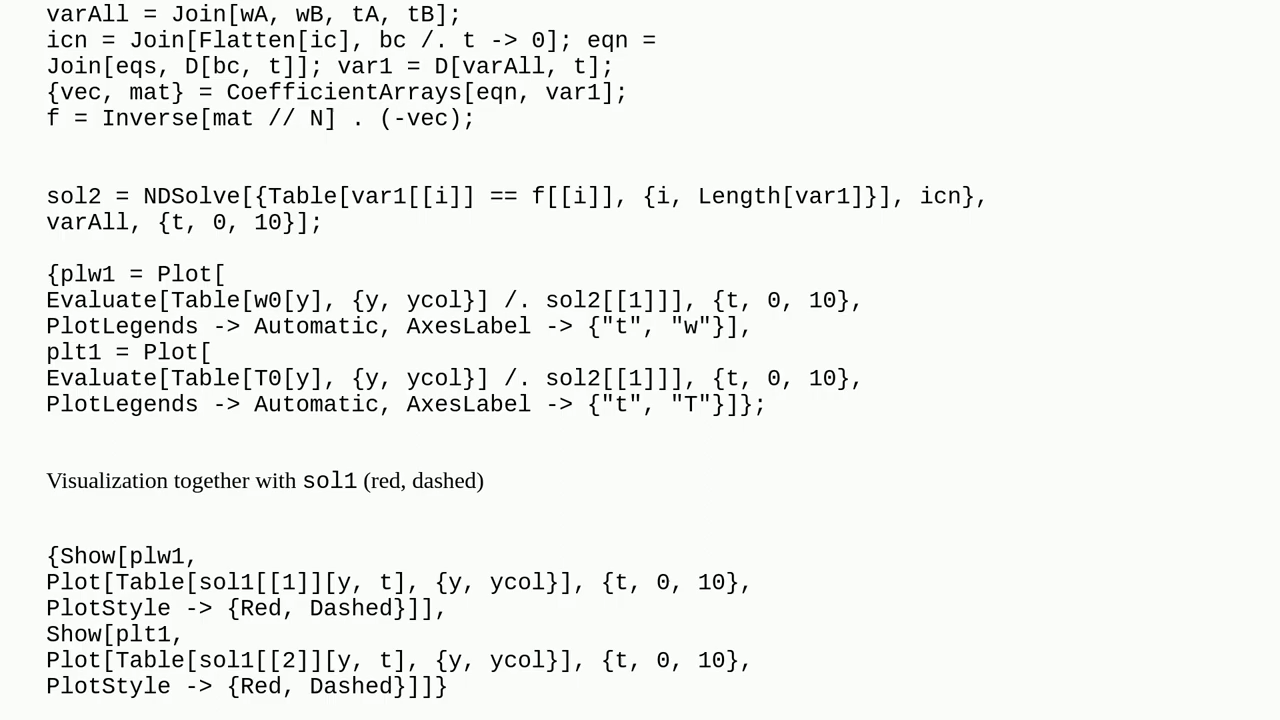 varAll = Join[wA, wB, tA, tB];
icn = Join[Flatten[ic], bc /. t -> 0]; eqn =
Join[eqs, D[bc, t]]; var1 = D[varAll, t];
{vec, mat} = CoefficientArrays[eqn, var1];
f = Inverse[mat // N] . (-vec);
sol2 = NDSolve[{Table[var1[[i]] == f[[i]], {i, Length[var1]}], icn},
varAll, {t, 0, 10}];
{plw1 = Plot[
Evaluate[Table[w0[y], {y, ycol}] /. sol2[[1]]], {t, 0, 10},
PlotLegends -> Automatic, AxesLabel -> {"t", "w"}],
plt1 = Plot[
Evaluate[Table[T0[y], {y, ycol}] /. sol2[[1]]], {t, 0, 10},
PlotLegends -> Automatic, AxesLabel -> {"t", "T"}]};
Visualization together with sol1 (red, dashed)
{Show[plw1,
Plot[Table[sol1[[1]][y, t], {y, ycol}], {t, 0, 10},
PlotStyle -> {Red, Dashed}]],
Show[plt1,
Plot[Table[sol1[[2]][y, t], {y, ycol}], {t, 0, 10},
PlotStyle -> {Red, Dashed}]]}